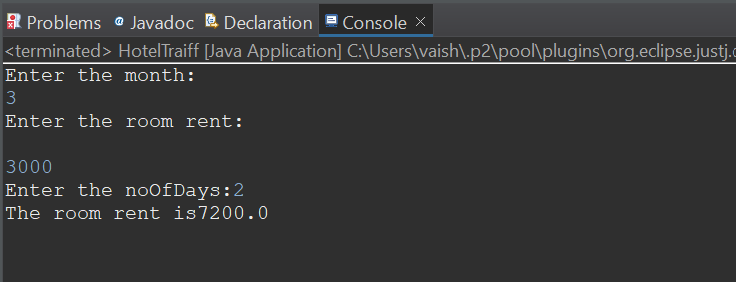 Problems @ Javadoc Declaration Console ×
<terminated> HotelTraiff [Java Application] C:\Users\vaish\.p2\pool\plugins\org.eclipse.justj.
Enter the month:
3
Enter the room rent:
3000
Enter the noOfDays:2
The room rent is7200.0